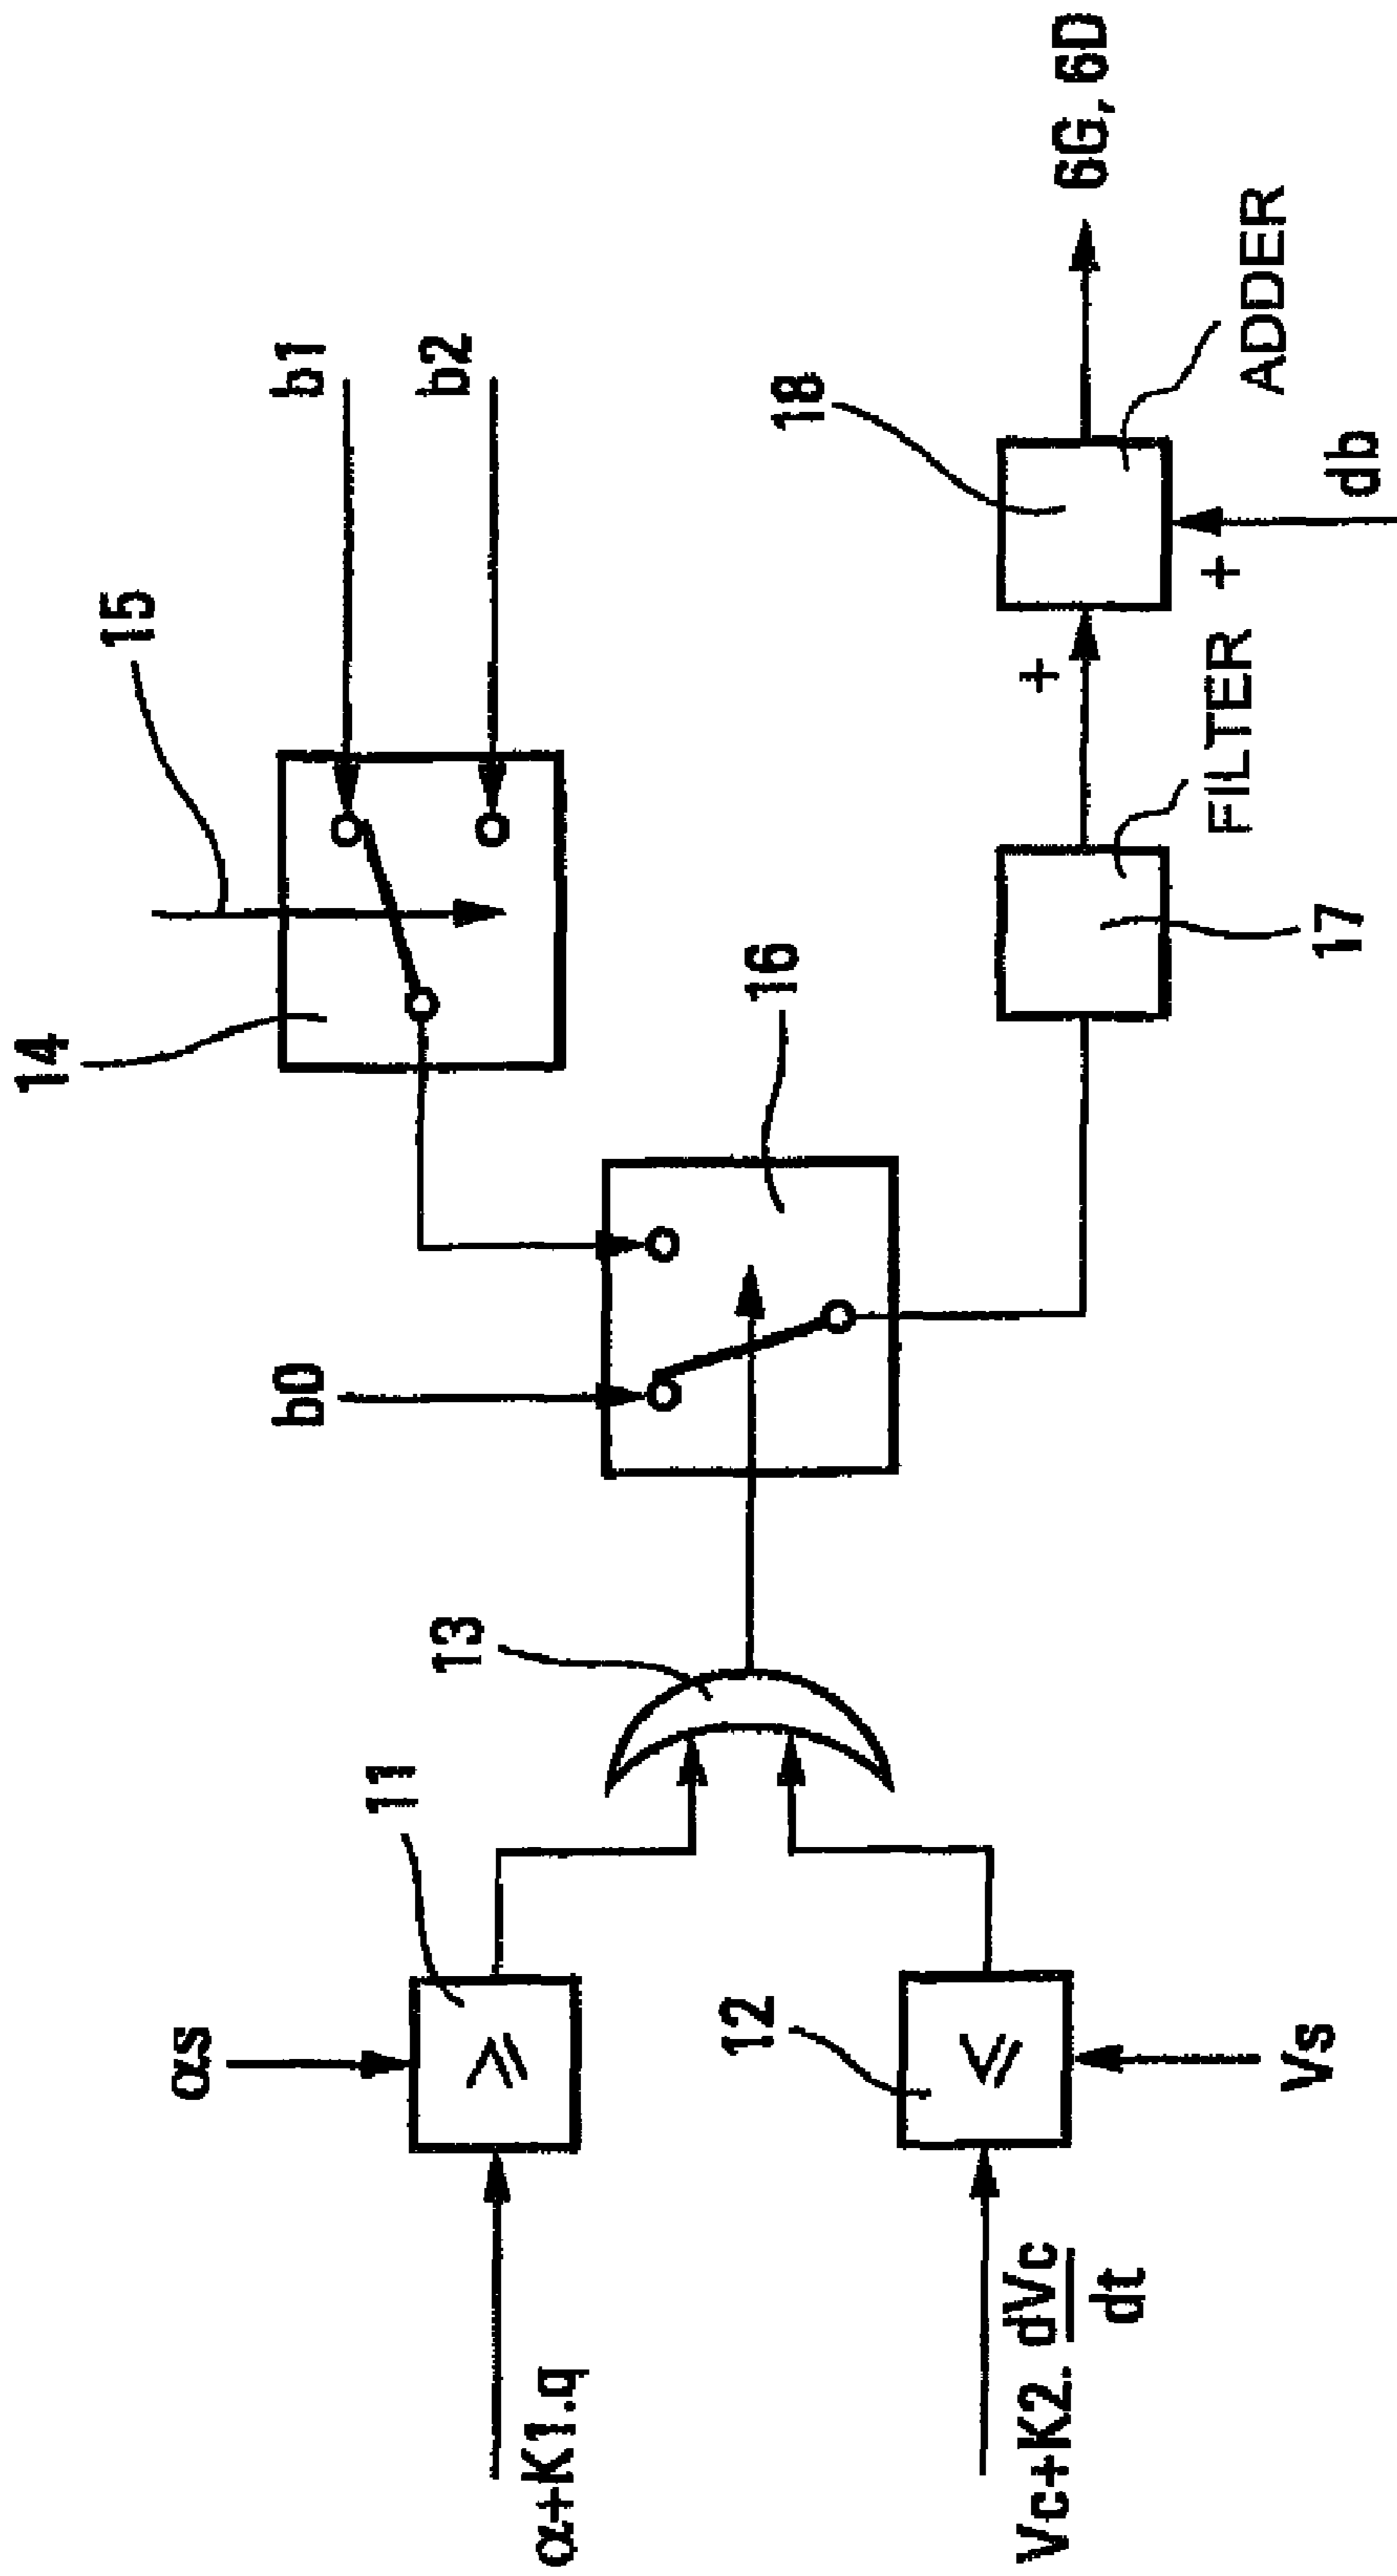 14
15
b1
b2
αs
11
13
b0
16
18
6G, 6D
≥
α+K1.q
12
≤
Vc+K2. dVc
dt
Vs
+
+
17
FILTER
ADDER
db